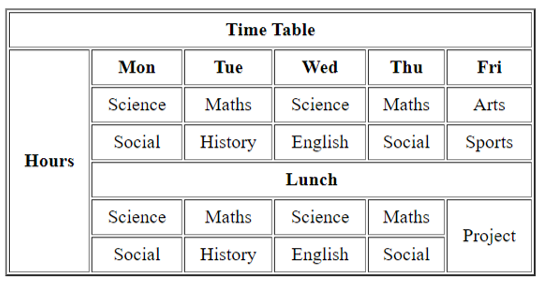 Time Table
Mon Tue Wed Thu Fri
Science Maths Science Maths Arts
Social History English Social Sports
Hours
Lunch
Science Maths Science Maths
Project
Social History English Social